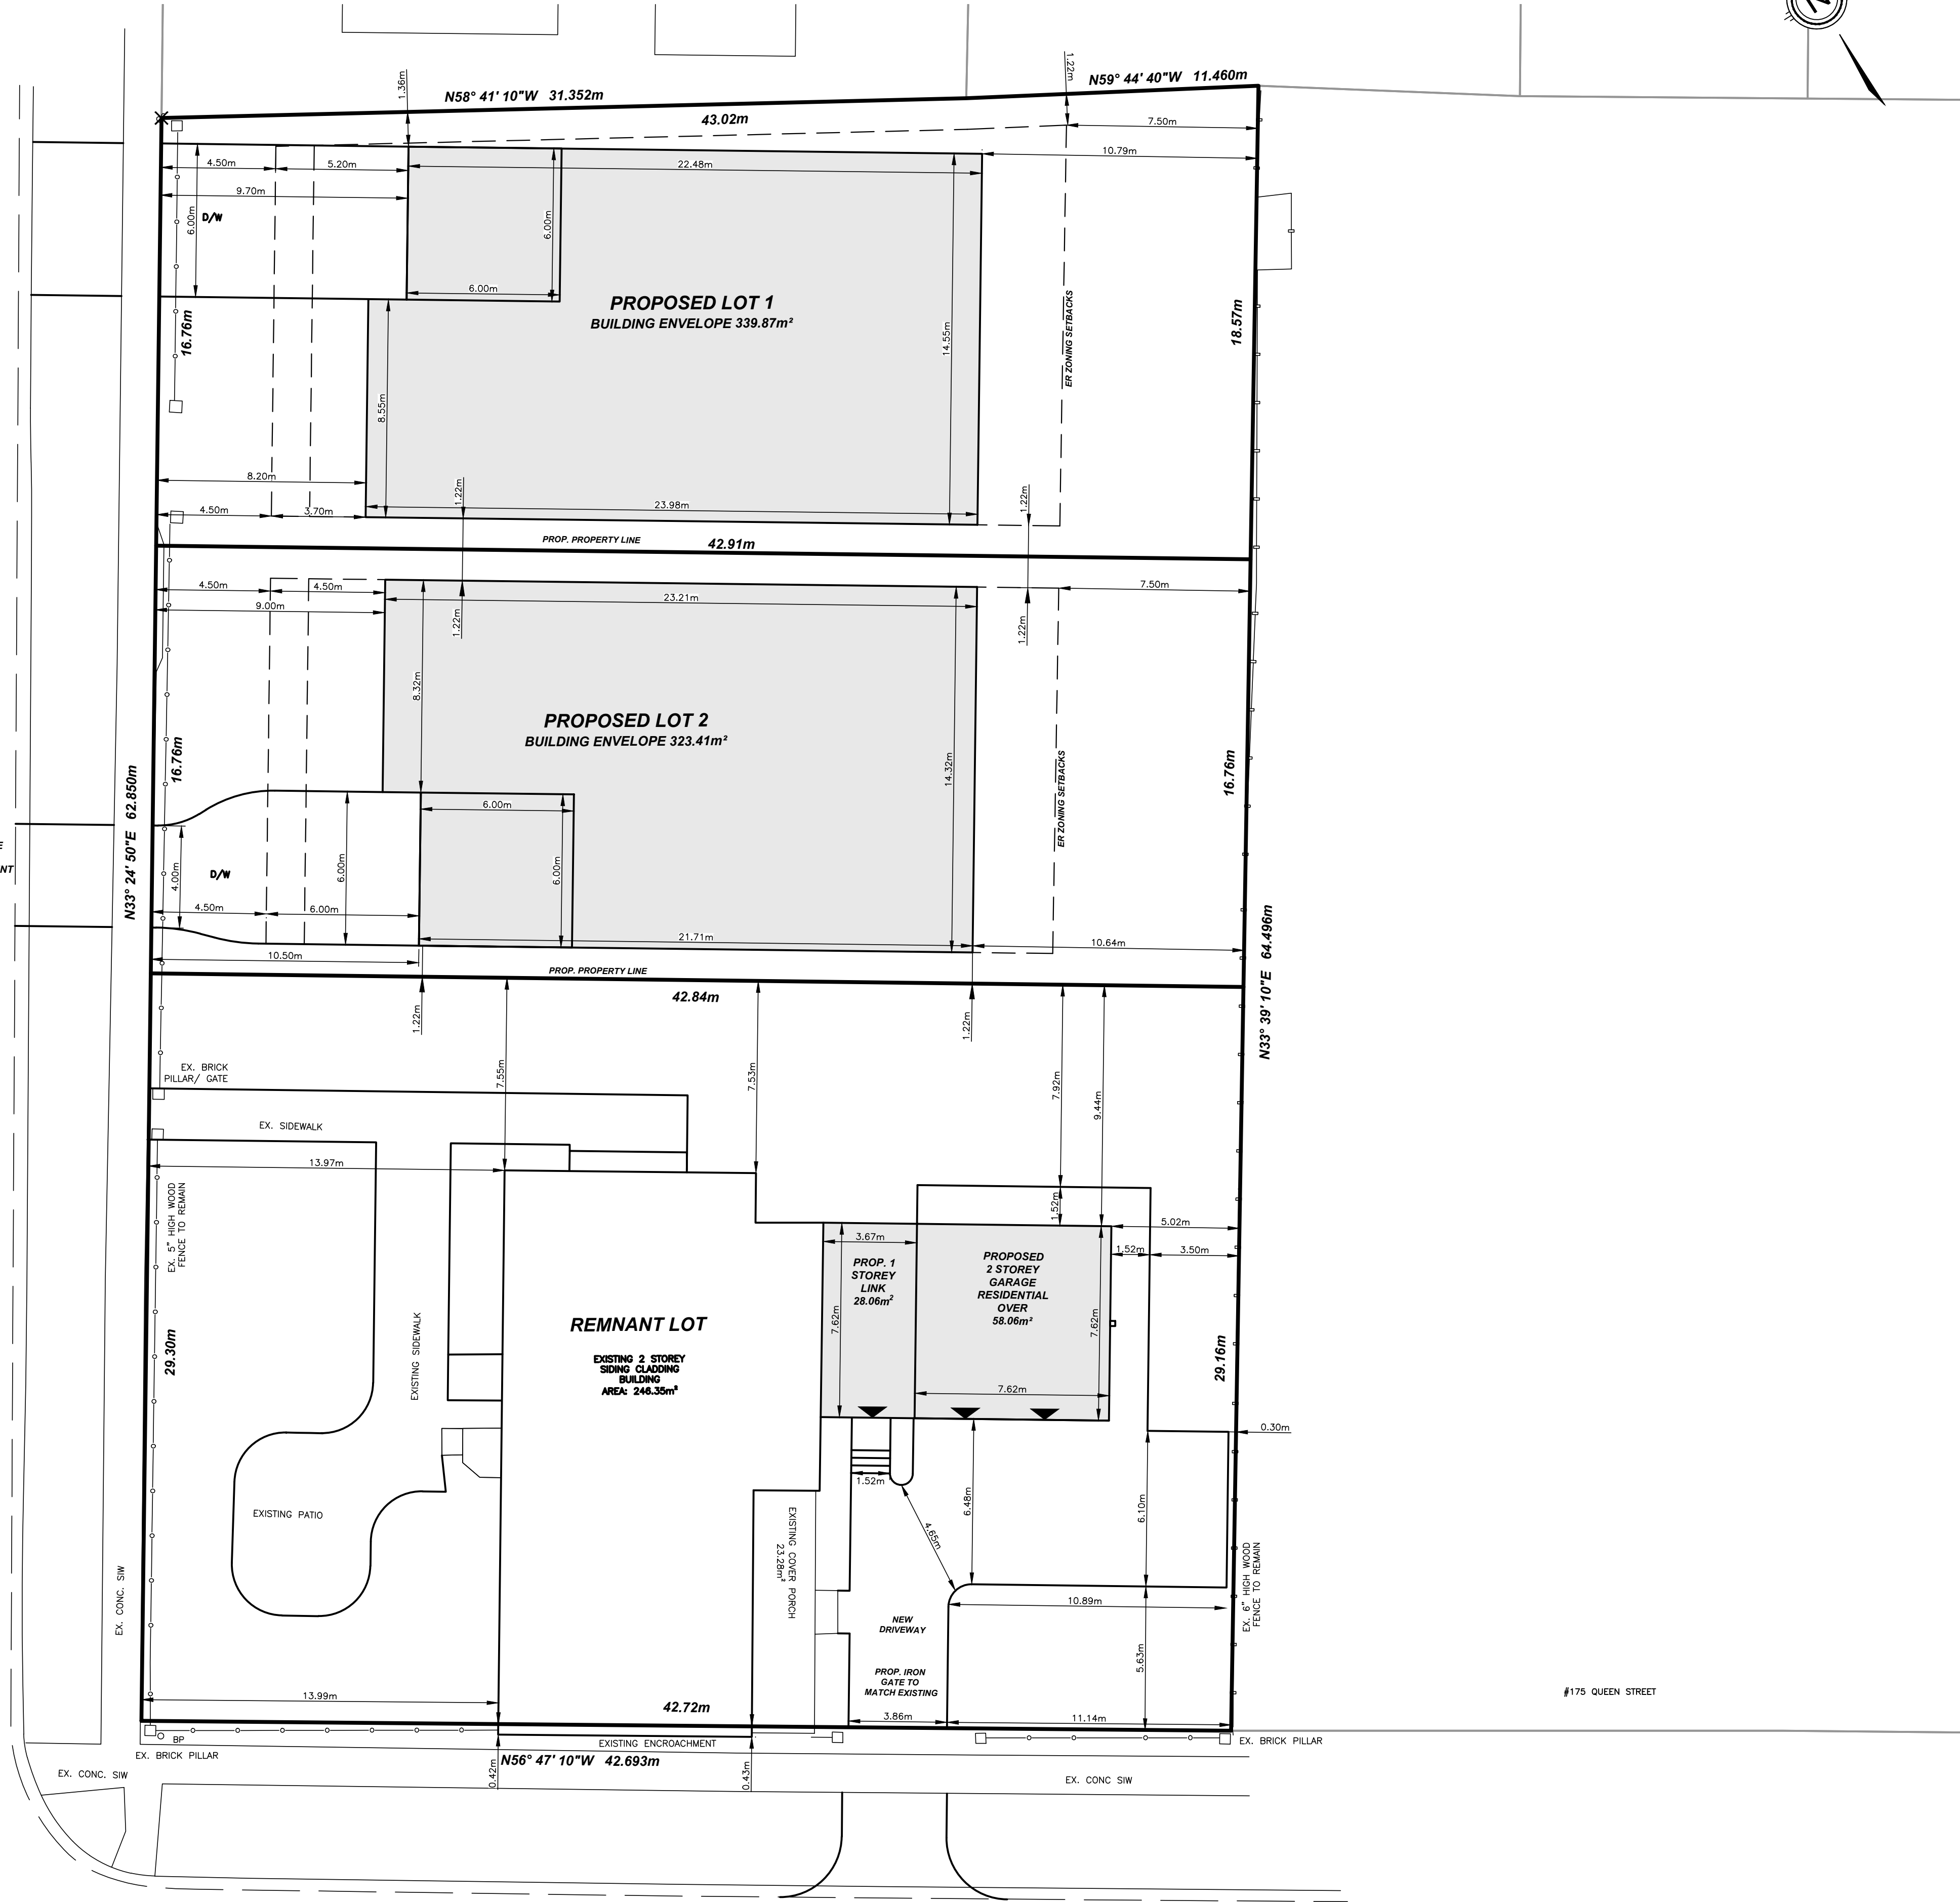 N
1.36m
N58° 41' 10"W 31.352m
1.22m
N59° 44' 40"W 11.460m
43.02m
7.50m
4.50m
5.20m
22.48m
10.79m
9.70m
D/W
6.00m
6.00m
6.00m
PROPOSED LOT 1
BUILDING ENVELOPE 339.87m²
16.76m
14.55m
ER ZONING SETBACKS
18.57m
8.55m
8.20m
1.22m
23.98m
1.22m
4.50m
3.70m
PROP. PROPERTY LINE
42.91m
4.50m
4.50m
7.50m
9.00m
23.21m
1.22m
1.22m
8.32m
PROPOSED LOT 2
BUILDING ENVELOPE 323.41m²
16.76m
14.32m
ER ZONING SETBACKS
16.76m
N33° 24' 50"E 62.850m
E
NT
6.00m
4.00m
D/W
6.00m
6.00m
4.50m
6.00m
21.71m
10.64m
10.50m
PROP. PROPERTY LINE
42.84m
N33° 39' 10"E 64.496m
1.22m
1.22m
7.55m
7.53m
7.92m
9.44m
EX. BRICK
PILLAR/ GATE
EX. SIDEWALK
13.97m
EX. 5" HIGH WOOD
FENCE TO REMAIN
1.52m
5.02m
3.67m
1.52m
3.50m
PROP. 1
STOREY
LINK
28.06m²
PROPOSED
2 STOREY
GARAGE
RESIDENTIAL
OVER
58.06m²
7.62m
7.62m
7.62m
REMNANT LOT
EXISTING 2 STOREY
SIDING CLADDING
BUILDING
AREA: 246.35m²
29.30m
EXISTING SIDEWALK
29.16m
0.30m
1.52m
EXISTING PATIO
EXISTING COVER PORCH
23.28m²
4.65m
6.48m
6.10m
EX. CONC. SIW
EX. 6" HIGH WOOD
FENCE TO REMAIN
10.89m
NEW
DRIVEWAY
5.63m
PROP. IRON
GATE TO
MATCH EXISTING
13.99m
42.72m
3.86m
11.14m
#175 QUEEN STREET
BP
EX. BRICK PILLAR
EXISTING ENCROACHMENT
EX. BRICK PILLAR
N56° 47' 10"W 42.693m
0.42m
0.43m
EX. CONC. SIW
EX. CONC SIW